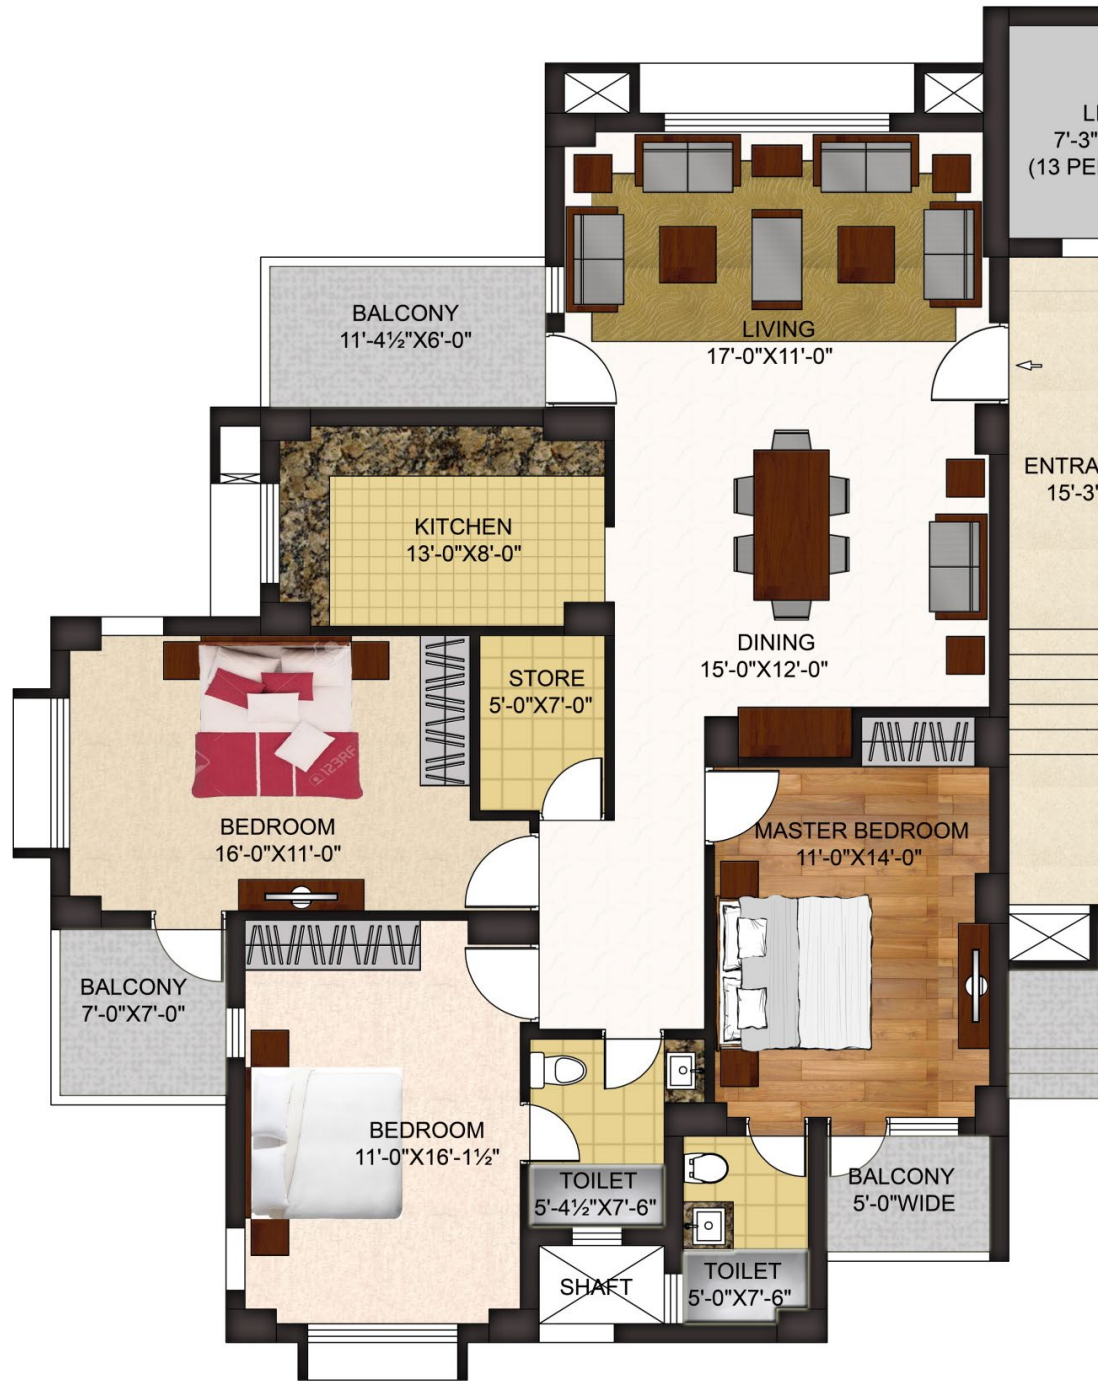 LI
7'-3"
(13 PE
BALCONY
11'-4½"X6'-0"
LIVING
17'-0"X11'-0"
ENTRA
15'-3'
KITCHEN
13'-0"X8'-0"
DINING
15'-0"X12'-0"
STORE
5'-0"X7'-0"
BEDROOM
16'-0"X11'-0"
123RF
MASTER BEDROOM
11'-0"X14'-0"
BALCONY
7'-0"X7'-0"
BEDROOM
11'-0"X16'-1½"
TOILET
5'-4½"X7'-6"
BALCONY
5'-0"WIDE
SHAFT
TOILET
5'-0"X7'-6"